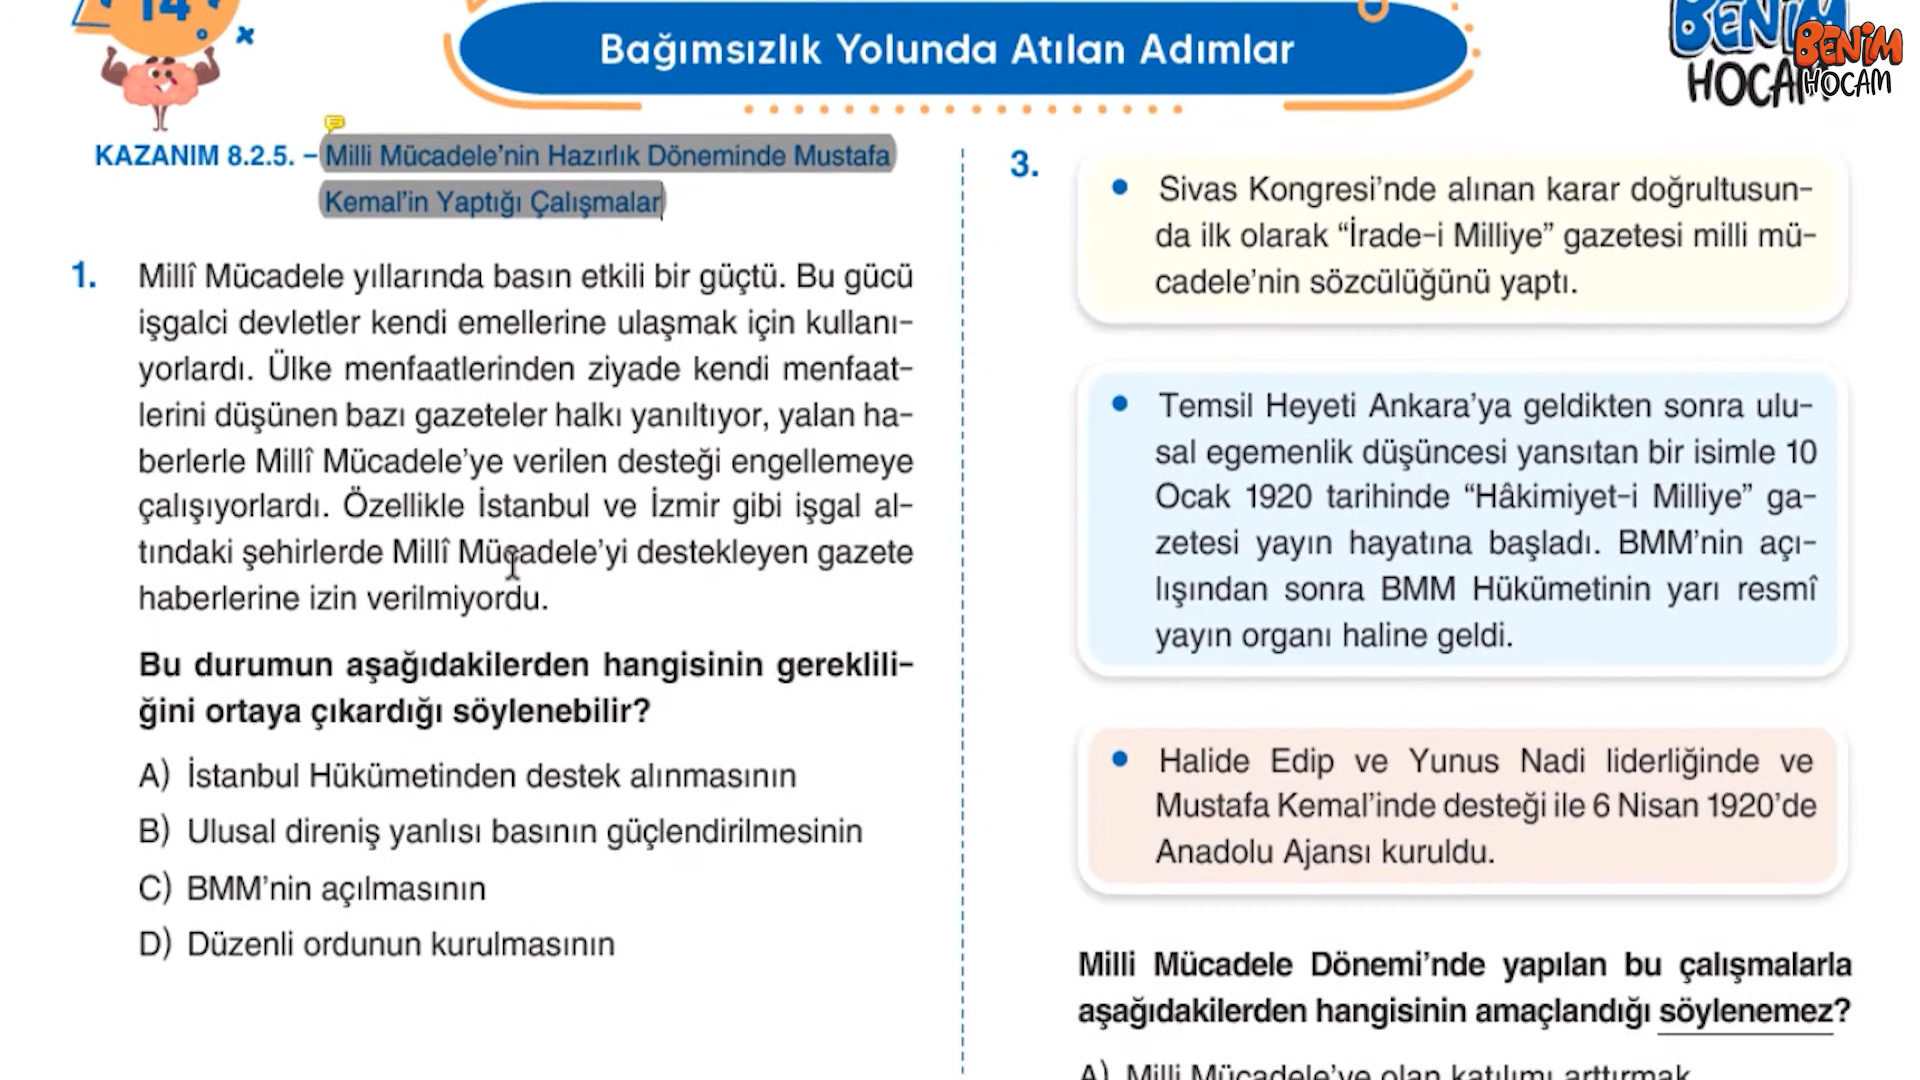 14
Bağımsızlık Yolunda Atılan Adımlar
BENİM
HOCAM
BENİM
HOCAM
KAZANIM 8.2.5. – Milli Mücadele'nin Hazırlık Döneminde Mustafa
Kemal'in Yaptığı Çalışmalar
1. Millî Mücadele yıllarında basın etkili bir güçtü. Bu gücü
işgalci devletler kendi emellerine ulaşmak için kullanı-
yorlardı. Ülke menfaatlerinden ziyade kendi menfaat-
lerini düşünen bazı gazeteler halkı yanıltıyor, yalan ha-
berlerle Millî Mücadele'ye verilen desteği engellemeye
çalışıyorlardı. Özellikle İstanbul ve İzmir gibi işgal al-
tındaki şehirlerde Millî Mücadele'yi destekleyen gazete
haberlerine izin verilmiyordu.
Bu durumun aşağıdakilerden hangisinin gereklili-
ğini ortaya çıkardığı söylenebilir?
A) İstanbul Hükümetinden destek alınmasının
B) Ulusal direniş yanlısı basının güçlendirilmesinin
C) BMM'nin açılmasının
D) Düzenli ordunun kurulmasının
3.
• Sivas Kongresi'nde alınan karar doğrultusun-
da ilk olarak “İrade-i Milliye” gazetesi milli mü-
cadele'nin sözcülüğünü yaptı.
• Temsil Heyeti Ankara'ya geldikten sonra ulu-
sal egemenlik düşüncesi yansıtan bir isimle 10
Ocak 1920 tarihinde “Hâkimiyet-i Milliye” ga-
zetesi yayın hayatına başladı. BMM'nin açı-
lışından sonra BMM Hükümetinin yarı resmî
yayın organı haline geldi.
• Halide Edip ve Yunus Nadi liderliğinde ve
Mustafa Kemal'inde desteği ile 6 Nisan 1920'de
Anadolu Ajansı kuruldu.
Milli Mücadele Dönemi'nde yapılan bu çalışmalarla
aşağıdakilerden hangisinin amaçlandığı söylenemez?
A) Milli Mücadele'ye olan katılımı arttırmak